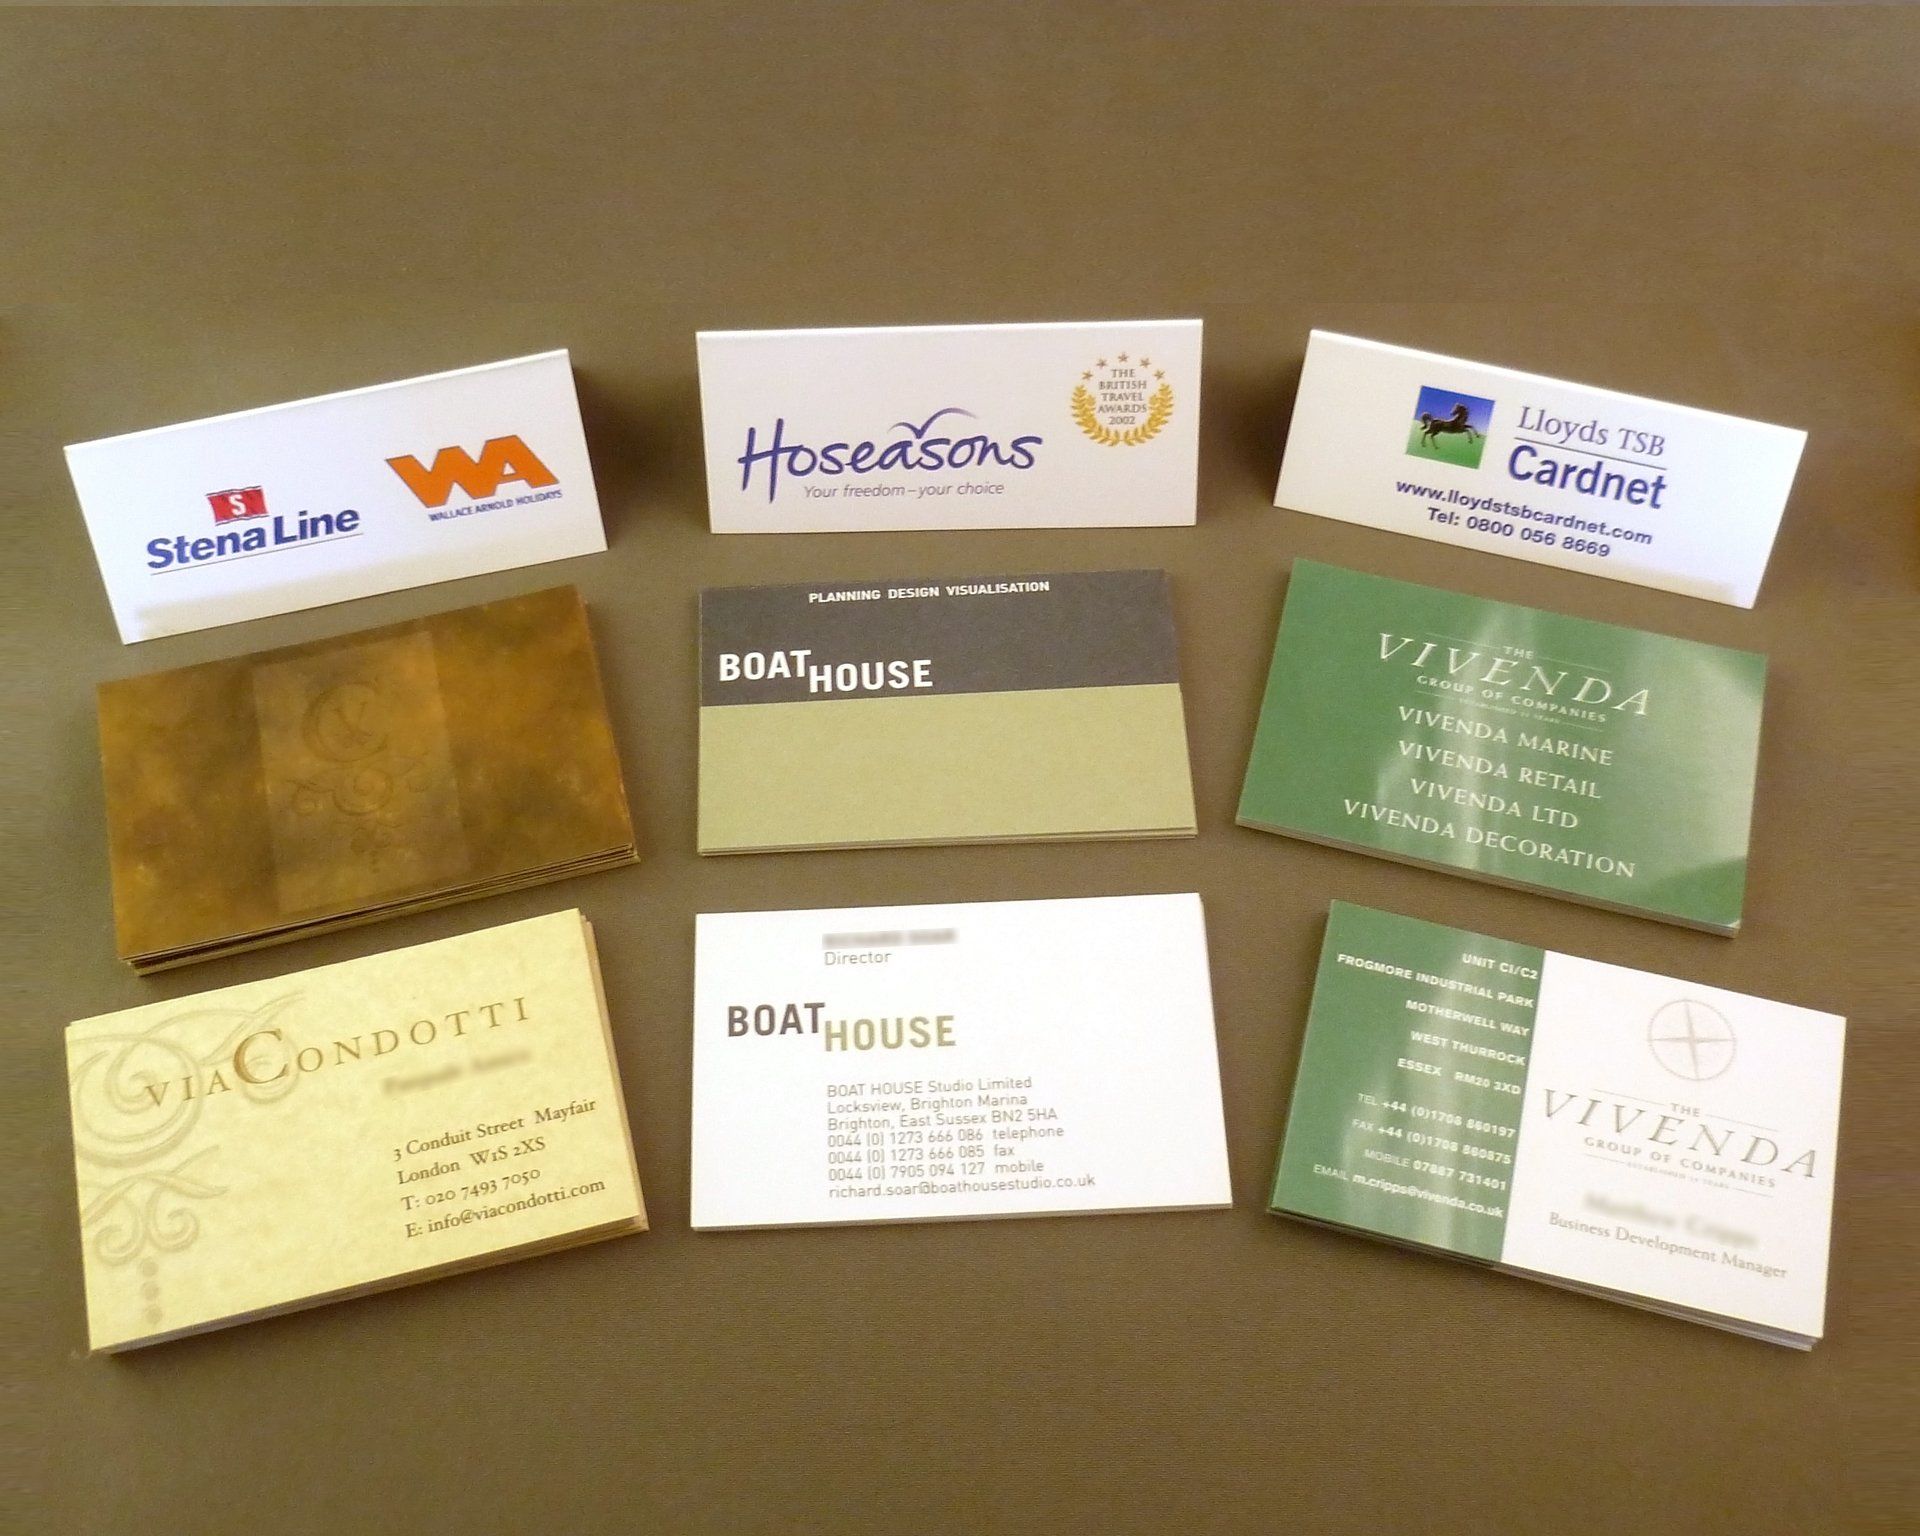 S
Stena Line
WA
WALLACE ARNOLD HOLIDAYS
Hoseasons
Your freedom – your choice
THE
BRITISH
TRAVEL
AWARDS
2002
Lloyds TSB
Cardnet
www.lloydstsbcardnet.com
Tel: 0800 056 8669
PLANNING DESIGN VISUALISATION
BOATHOUSE
THE
VIVENDA
GROUP OF COMPANIES
VIVENDA MARINE
VIVENDA RETAIL
VIVENDA LTD
VIVENDA DECORATION
VIACONDOTTI
3 Conduit Street Mayfair
London W1S 2XS
T: 020 7493 7050
E: info@viacondotti.com
Director
BOATHOUSE
BOAT HOUSE Studio Limited
Locksview, Brighton Marina
Brighton, East Sussex BN2 5HA
0044 (0) 1273 666 086 telephone
0044 (0) 1273 666 085 fax
0044 (0) 7905 094 127 mobile
richard.soar@boathousestudio.co.uk
UNIT C1/C2
FROGMORE INDUSTRIAL PARK
MOTHERWELL WAY
WEST THURROCK
ESSEX RM20 3XD
TEL +44 (0)1708 860197
FAX +44 (0)1708 860875
MOBILE 07887 731401
EMAIL m.cripps@vivenda.co.uk
THE
VIVENDA
GROUP OF COMPANIES
Business Development Manager